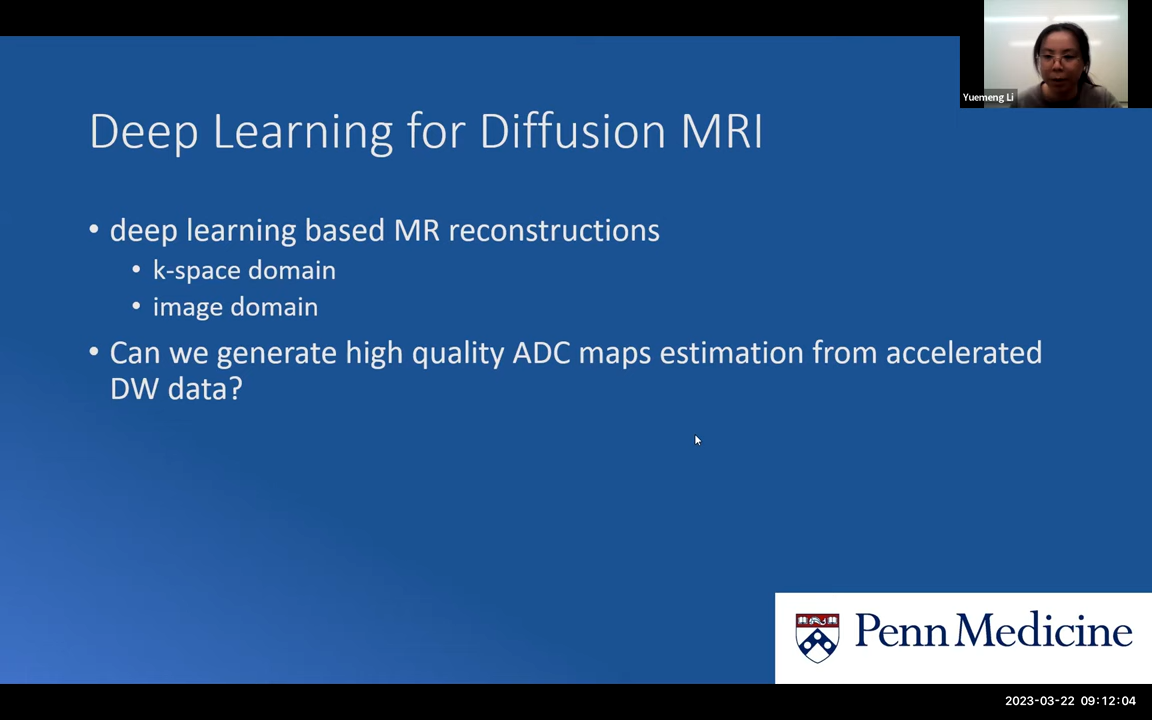 Yuemeng Li
Deep Learning for Diffusion MRI
• deep learning based MR reconstructions
• k-space domain
• image domain
• Can we generate high quality ADC maps estimation from accelerated
DW data?
Penn Medicine
2023-03-22 09:12:04